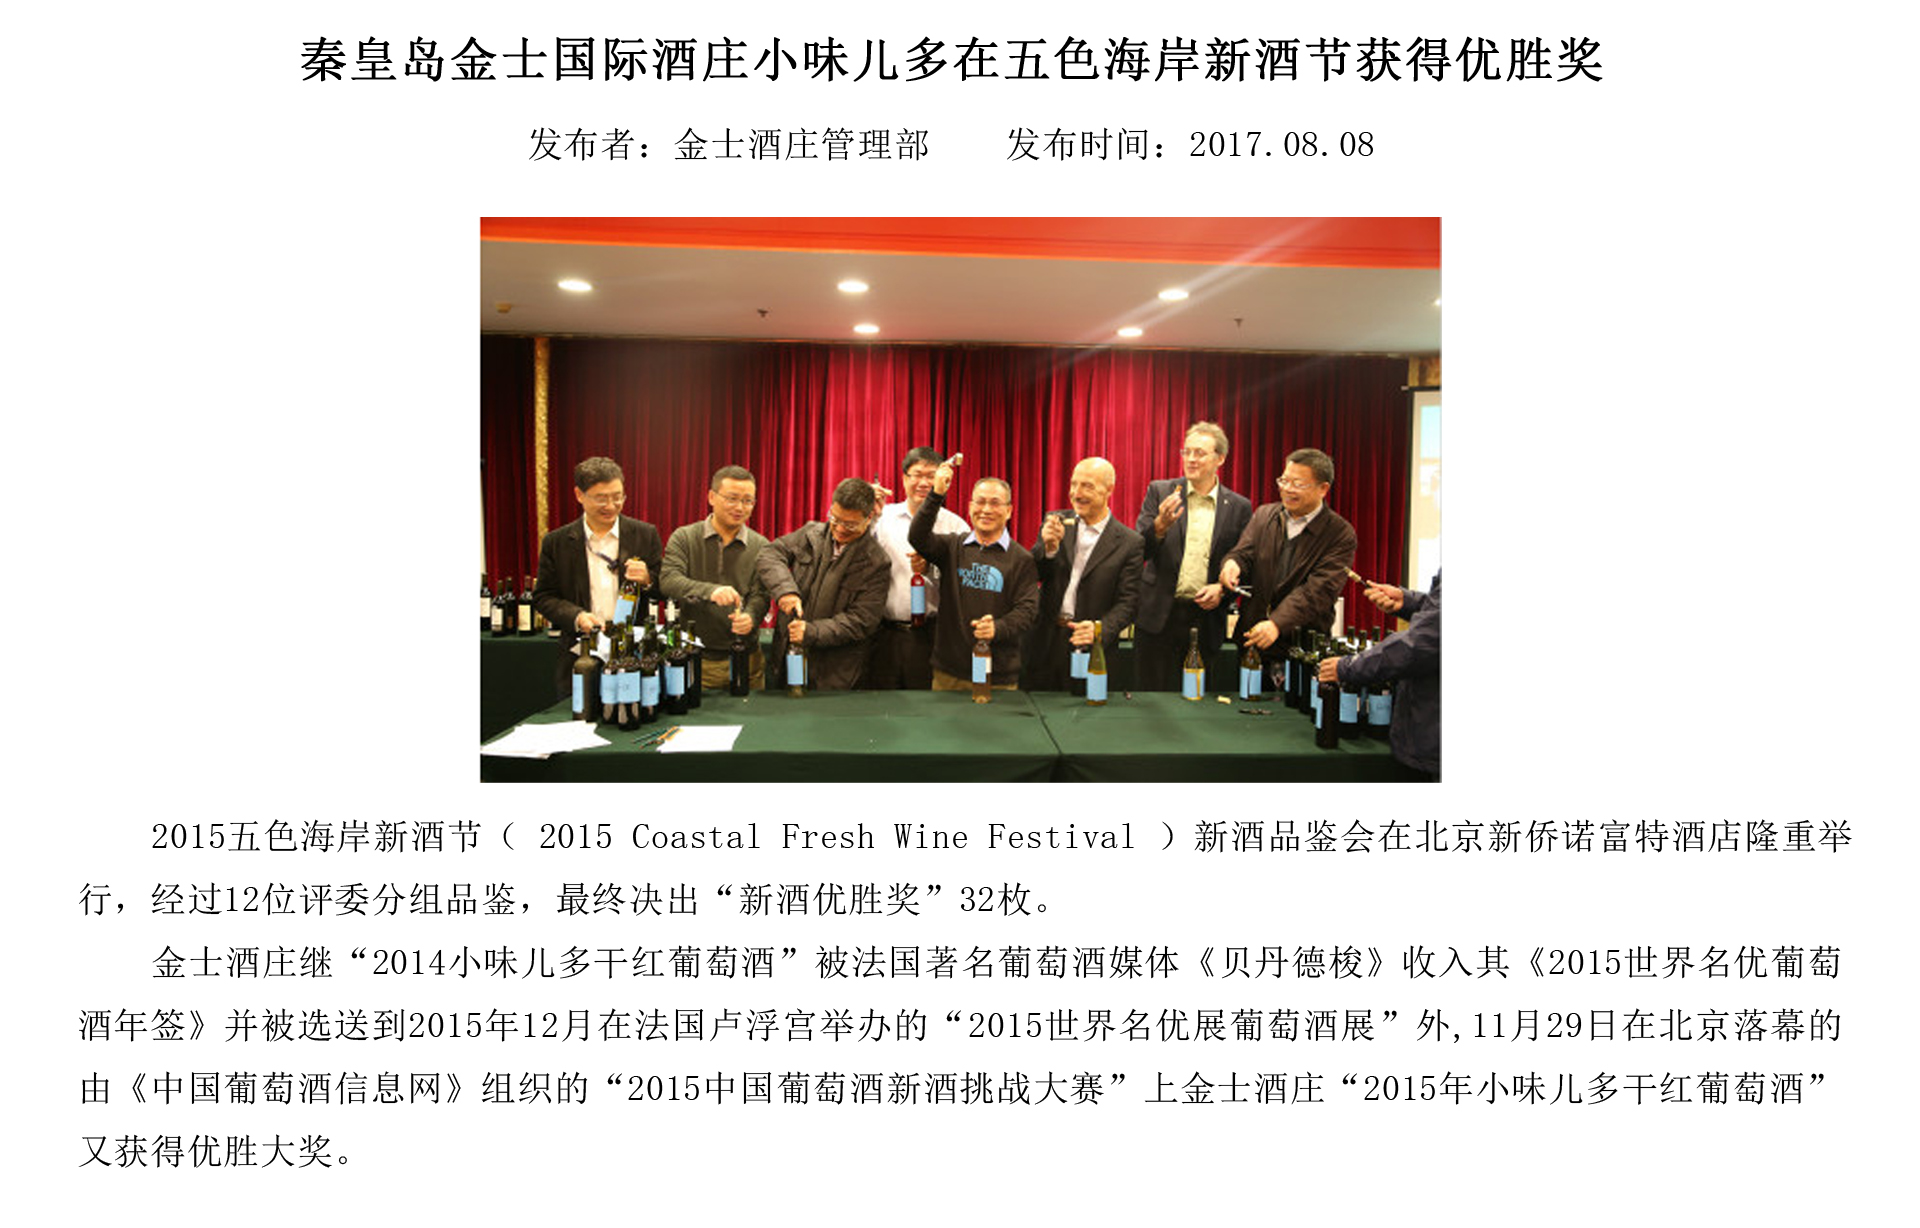 秦皇岛金士国际酒庄小味儿多在五色海岸新酒节获得优胜奖
发布者：金士酒庄管理部 发布时间：2017.08.08
THE
NORTH
FACE
2015五色海岸新酒节（ 2015 Coastal Fresh Wine Festival ）新酒品鉴会在北京新侨诺富特酒店隆重举
行，经过12位评委分组品鉴，最终决出“新酒优胜奖”32枚。
金士酒庄继“2014小味儿多干红葡萄酒”被法国著名葡萄酒媒体《贝丹德梭》收入其《2015世界名优葡萄
酒年签》并被选送到2015年12月在法国卢浮宫举办的“2015世界名优展葡萄酒展”外,11月29日在北京落幕的
由《中国葡萄酒信息网》组织的“2015中国葡萄酒新酒挑战大赛”上金士酒庄“2015年小味儿多干红葡萄酒”
又获得优胜大奖。